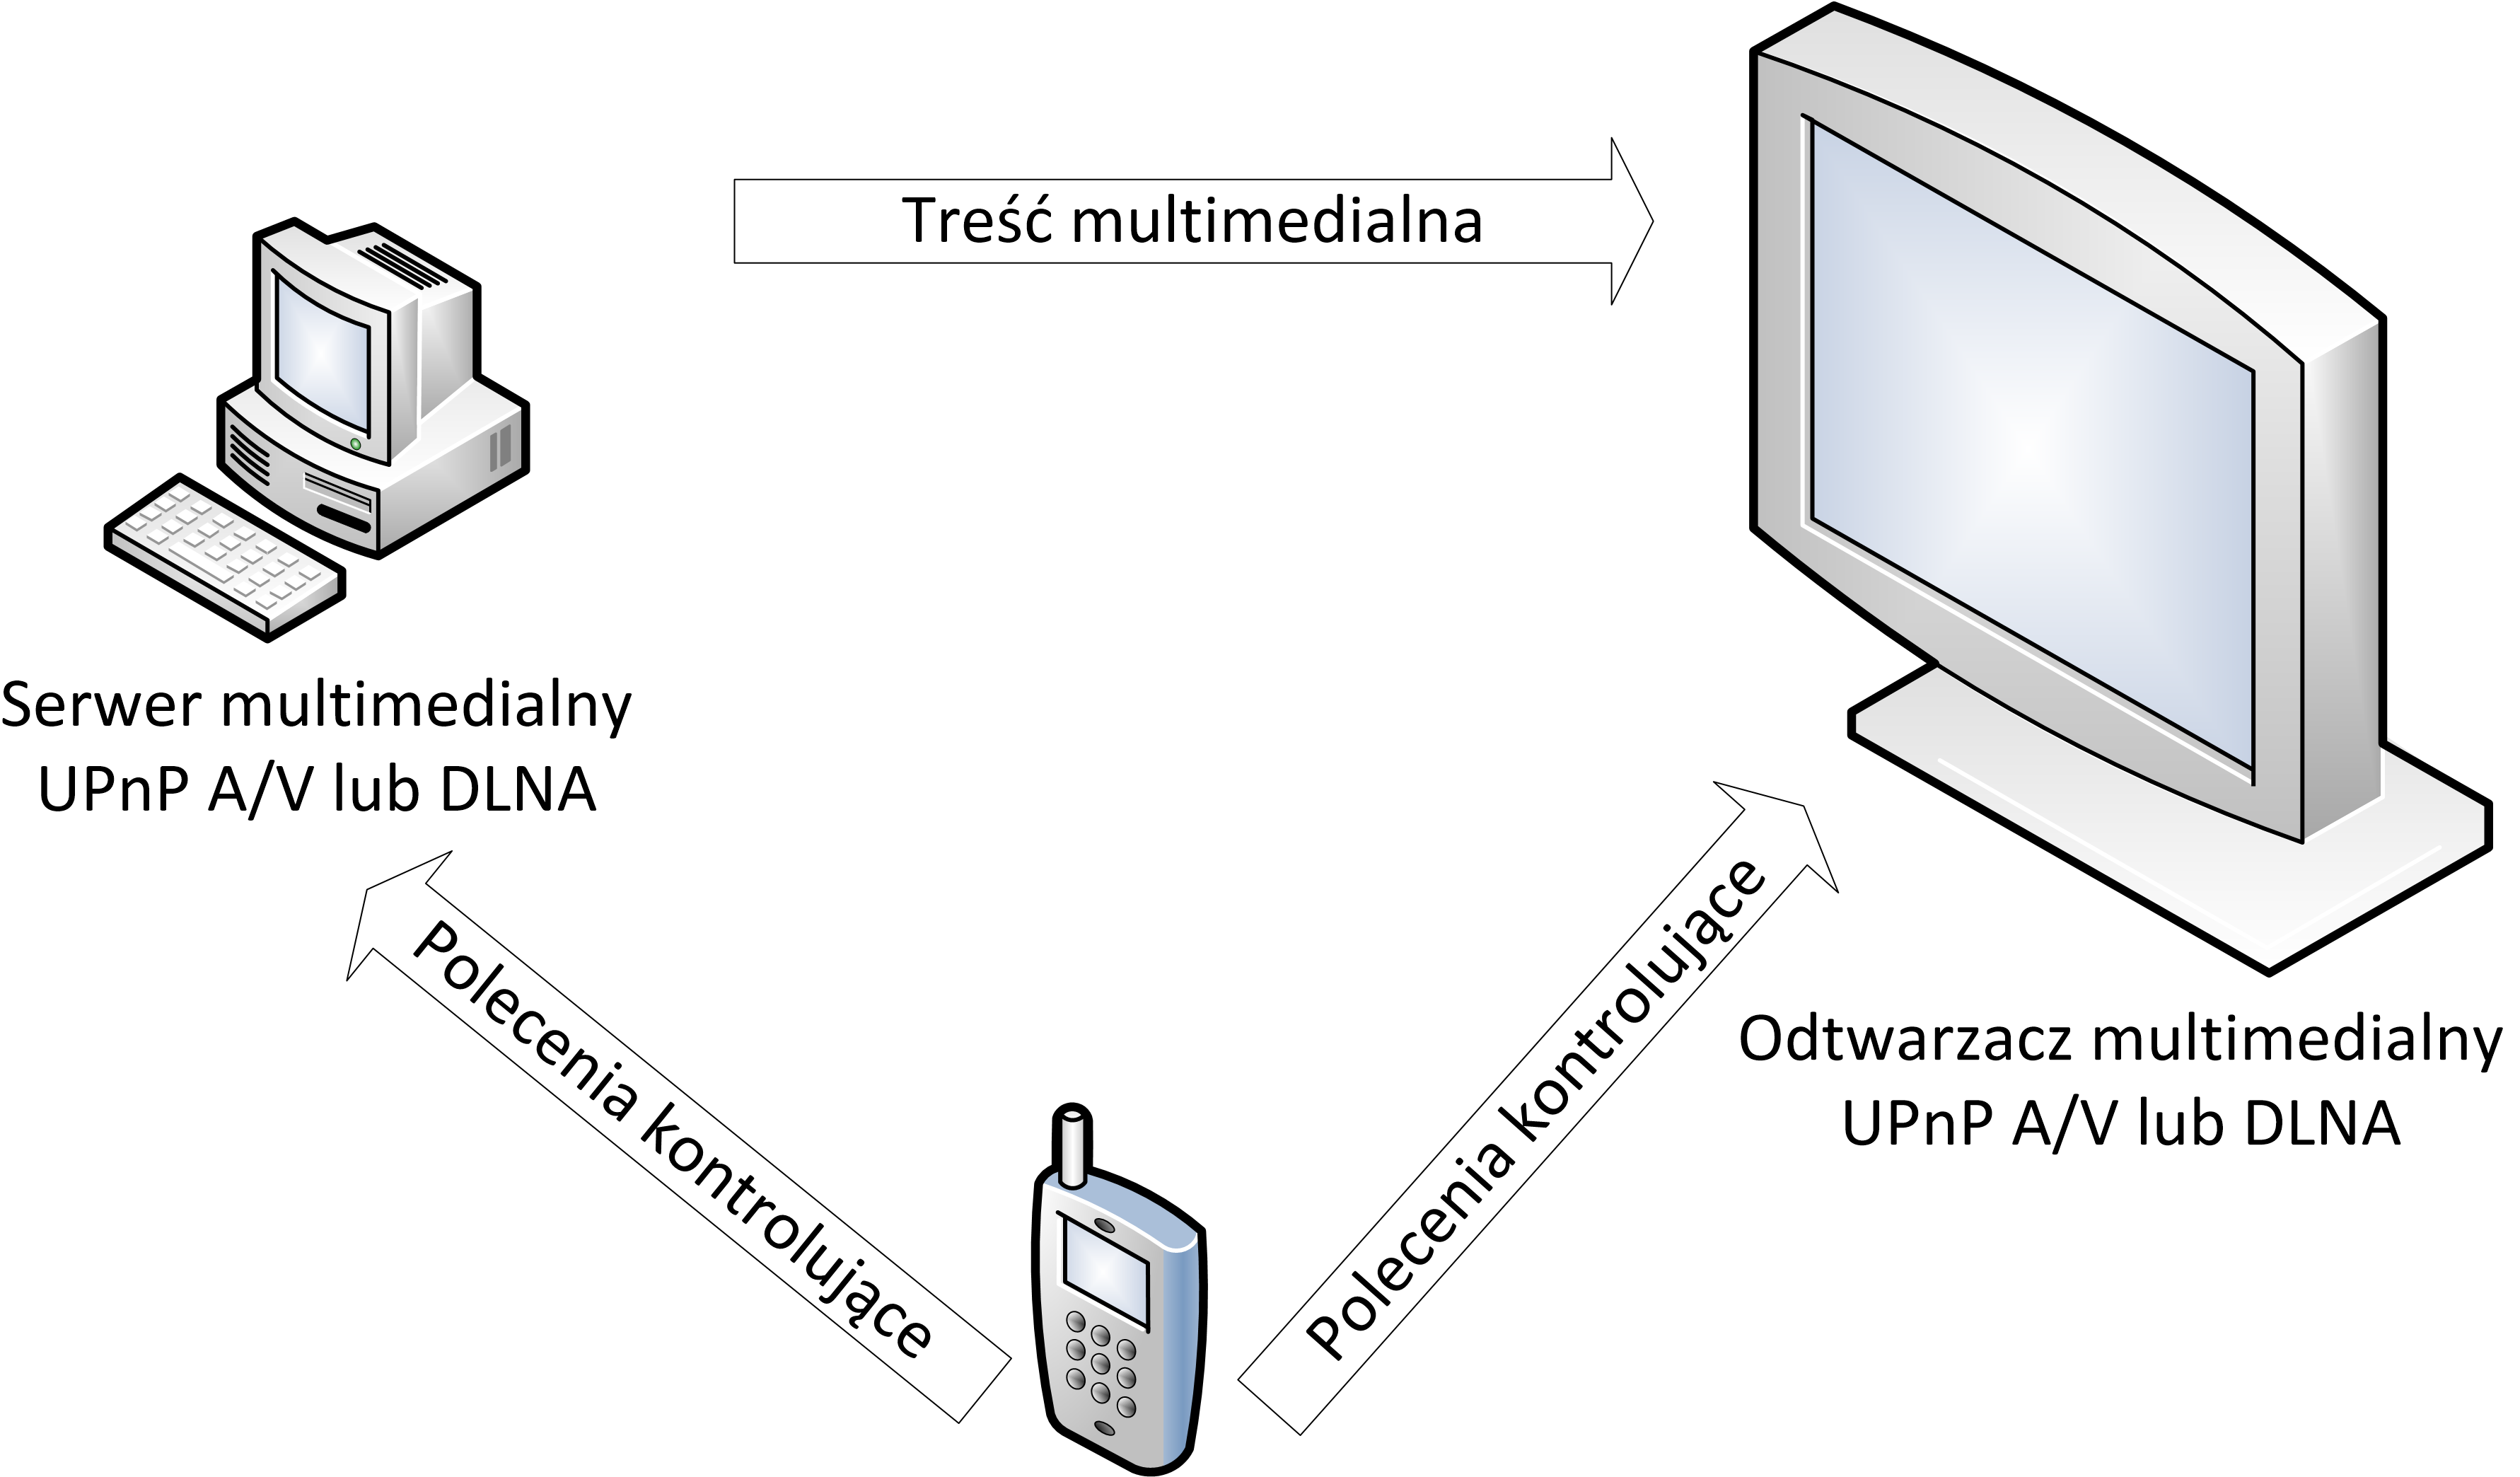 Treść multimedialna
Serwer multimedialny
UPnP A/V lub DLNA
Polecenia kontrolujące
Polecenia kontrolujące
Odtwarzacz multimedialny
UPnP A/V lub DLNA